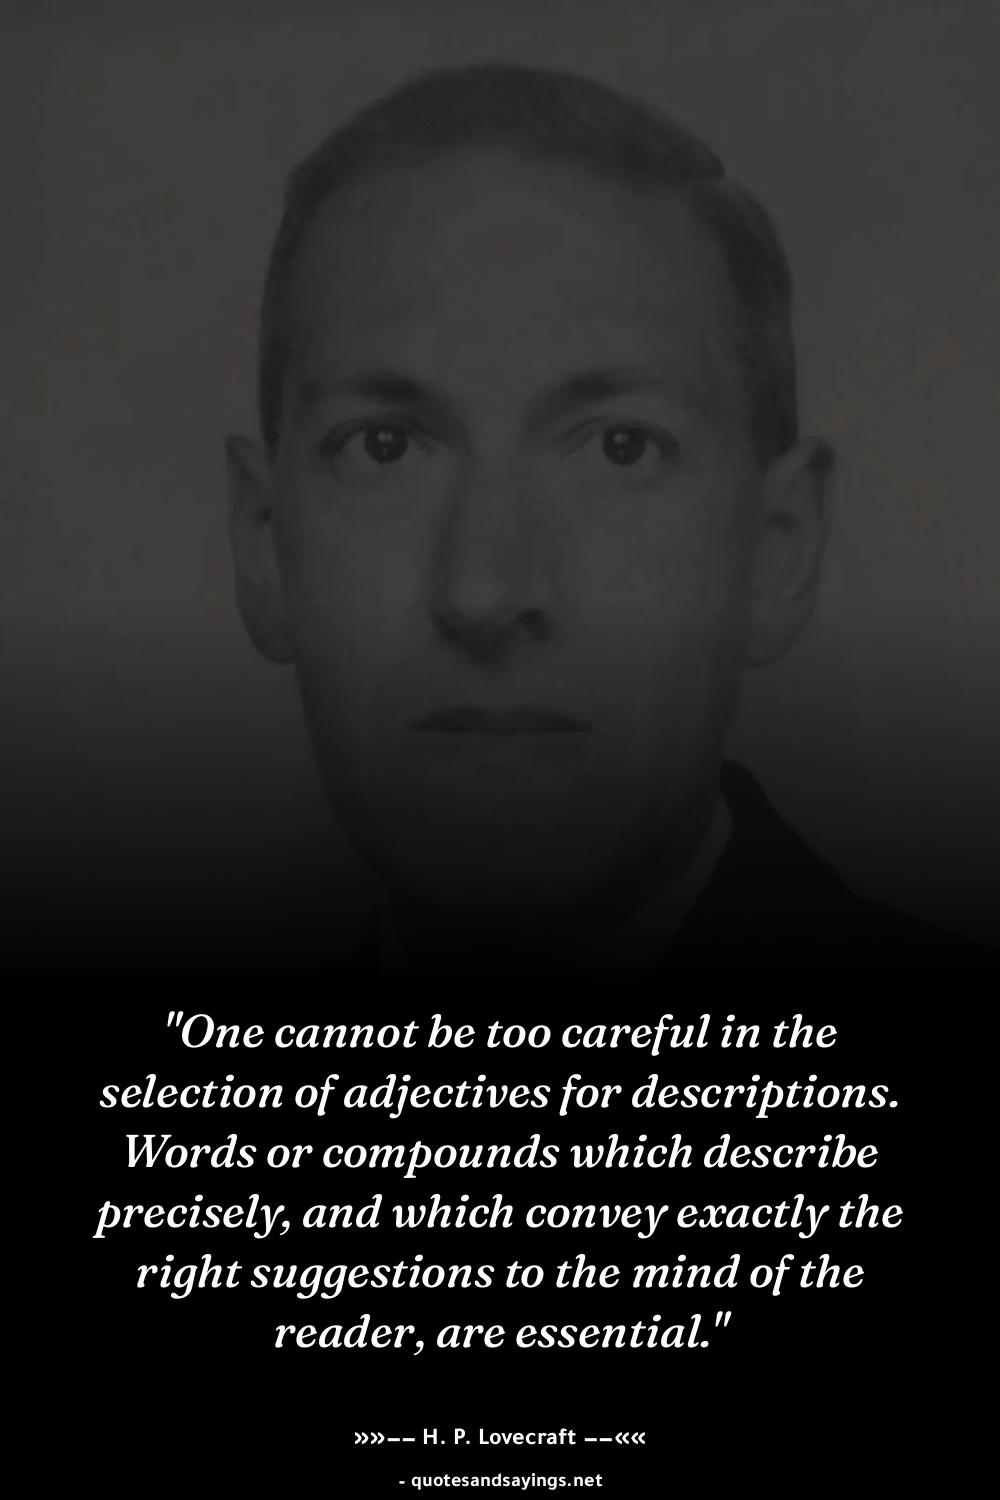 "One cannot be too careful in the
selection of adjectives for descriptions.
Words or compounds which describe
precisely, and which convey exactly the
right suggestions to the mind of the
reader, are essential."
»»−− H. P. Lovecraft −−««
- quotesandsayings.net